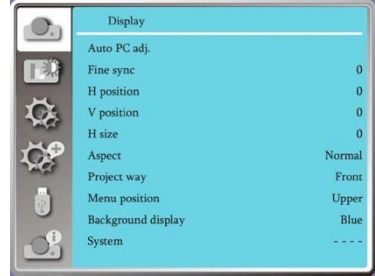 Display
Auto PC adj.
Fine sync 0
H position 0
V position 0
H size 0
Aspect Normal
Project way Front
Menu position Upper
Background display Blue
System - - - -